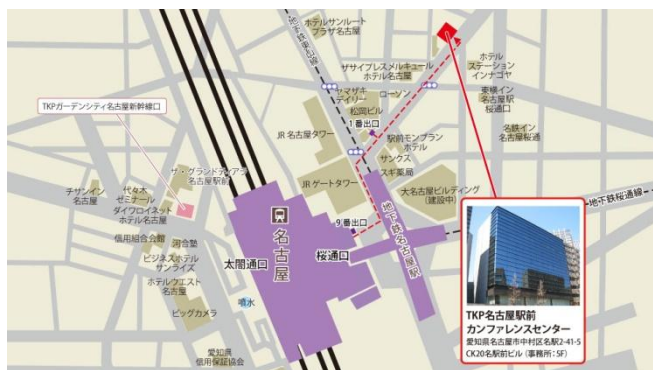 ホテルサンルート
プラザ名古屋
地下鉄東山線
ザサイプレスメルキュール
ホテル名古屋
ホテル
ステーション
インナゴヤ
ヤマザキ
デイリー
ローソン
東横イン
名古屋駅
桜通口
松岡ビル
1番出口
名鉄イン
名古屋桜通
TKPガーデンシティ名古屋新幹線口
JR 名古屋タワー
駅前モンブラン
ホテル
サンクス
スギ薬局
ザ・グランドティアラ
名古屋駅前
JR ゲートタワー
大名古屋ビルディング
(建設中)
チサンイン
名古屋
代々木
ゼミナール
ダイワロイネット
ホテル名古屋
地下鉄桜通線
名古屋
9番出口
地下鉄名古屋駅
信用組合会館
河合塾
太閤通口
桜通口
ビジネスホテル
サンライズ
ホテルウエスト
名古屋
噴水
ビッグカメラ
愛知県
信用保証協会
TKP名古屋駅前
カンファレンスセンター
愛知県名古屋市中村区名駅2-41-5
CK20名駅前ビル(事務所:5F)